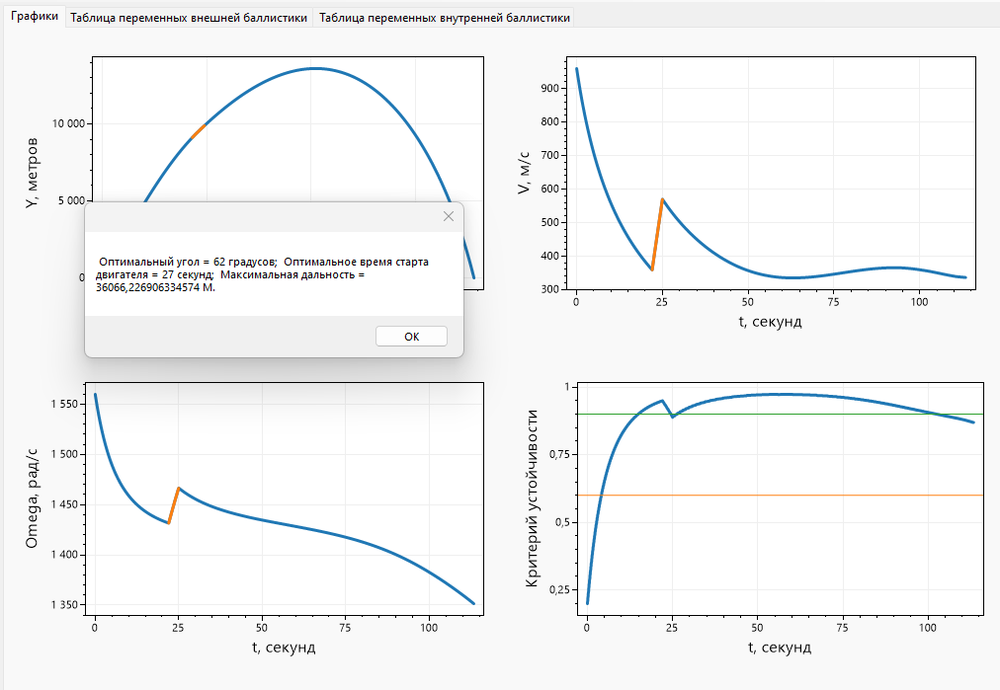 Графики
Таблица переменных внешней баллистики
Таблица переменных внутренней баллистики
Y, метров
10 000
5 000
0
V, м/с
900
800
700
600
500
400
300
0
25
50
75
100
t, секунд
Оптимальный угол = 62 градусов;  Оптимальное время старта
двигателя = 27 секунд;  Максимальная дальность =
36066,226906334574 М.
OK
Omega, рад/с
1 550
1 500
1 450
1 400
1 350
0
25
50
75
100
t, секунд
Критерий устойчивости
1
0,75
0,5
0,25
0
25
50
75
100
t, секунд